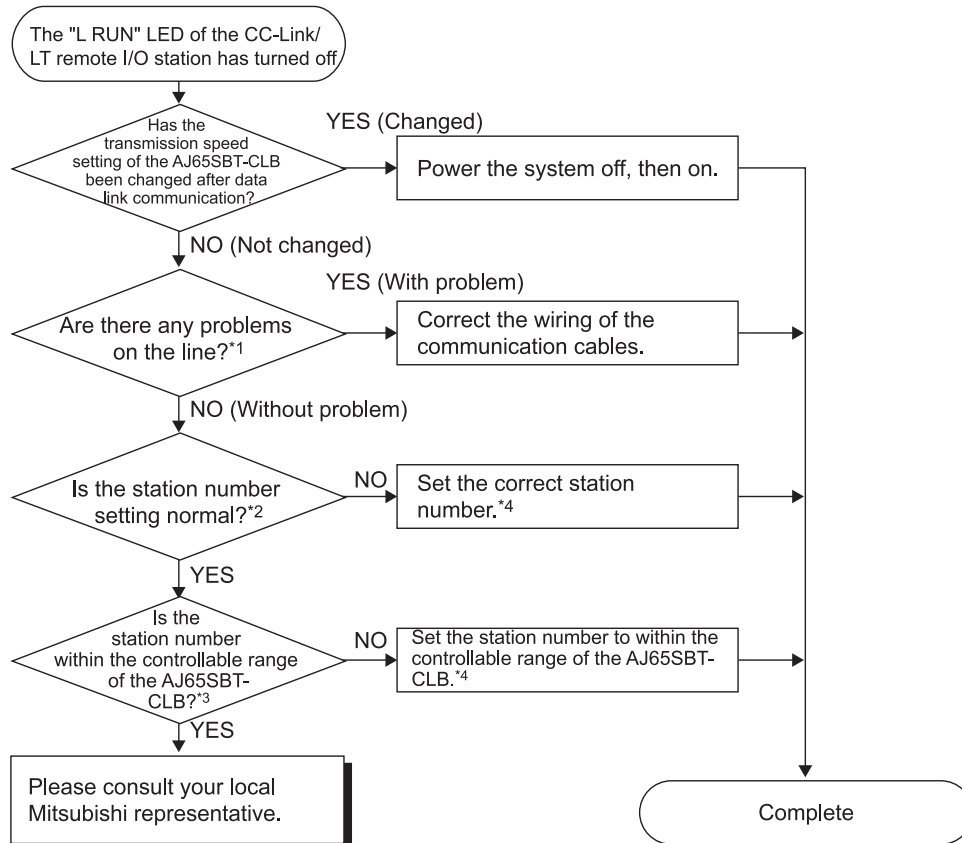 The "L RUN" LED of the CC-Link/
LT remote I/O station has turned off
Has the
transmission speed
setting of the AJ65SBT-CLB
been changed after data
link communication?
YES (Changed)
Power the system off, then on.
NO (Not changed)
Are there any problems
on the line?*1
YES (With problem)
Correct the wiring of the
communication cables.
NO (Without problem)
Is the station number
setting normal?*2
NO
Set the correct station
number.*4
YES
Is the
station number
within the controllable range
of the AJ65SBT-
CLB?*3
NO
Set the station number to within the
controllable range of the AJ65SBT-
CLB.*4
YES
Please consult your local
Mitsubishi representative.
Complete